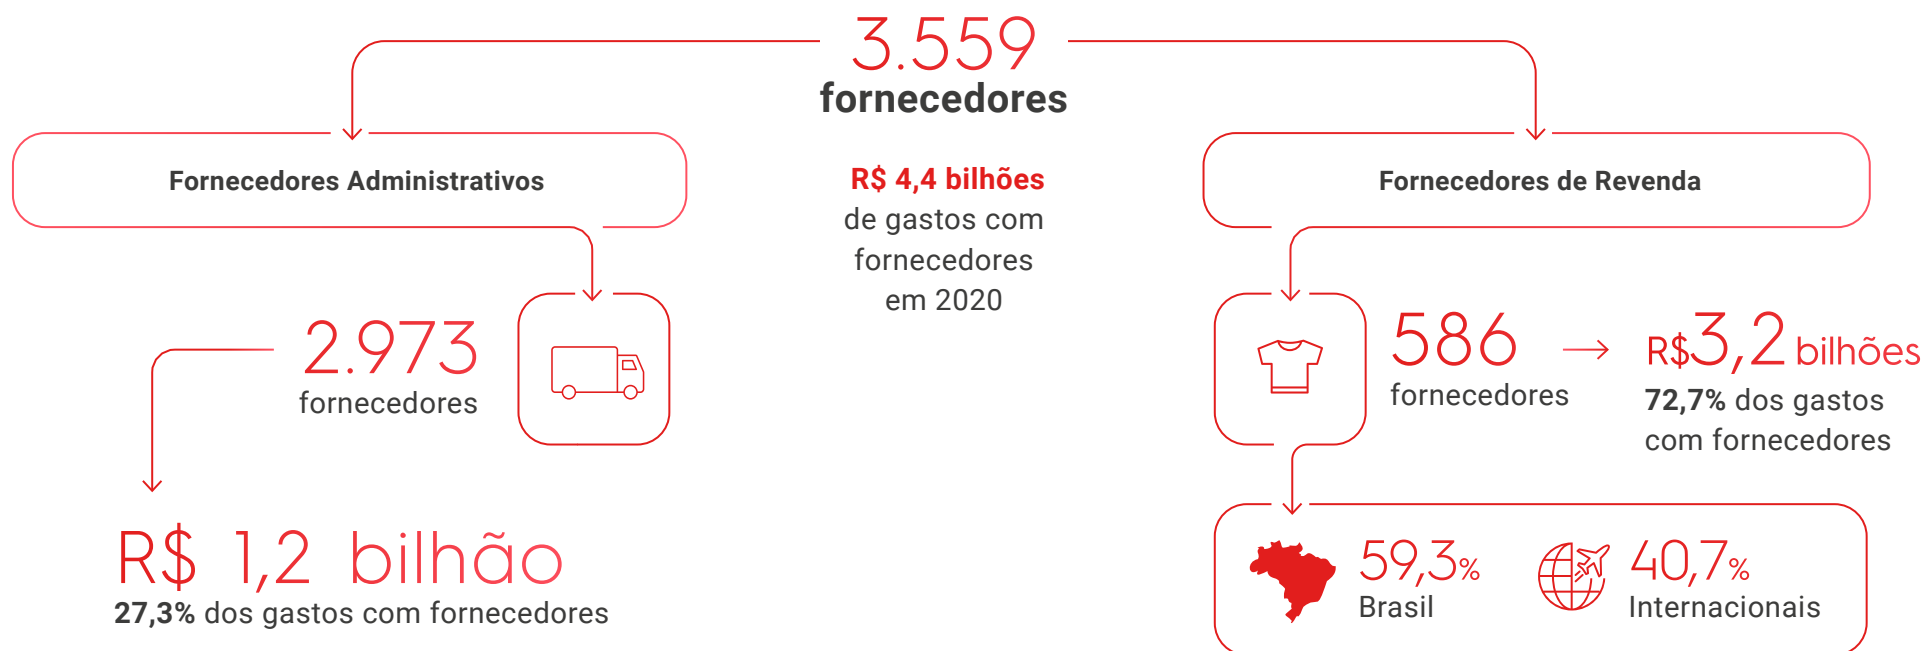 3.559
fornecedores
R$ 4,4 bilhões
de gastos com
fornecedores
em 2020
Fornecedores Administrativos
2.973
fornecedores
R$ 1,2 bilhão
27,3% dos gastos com fornecedores
Fornecedores de Revenda
586
fornecedores
R$3,2 bilhões
72,7% dos gastos
com fornecedores
59,3%
Brasil
40,7%
Internacionais